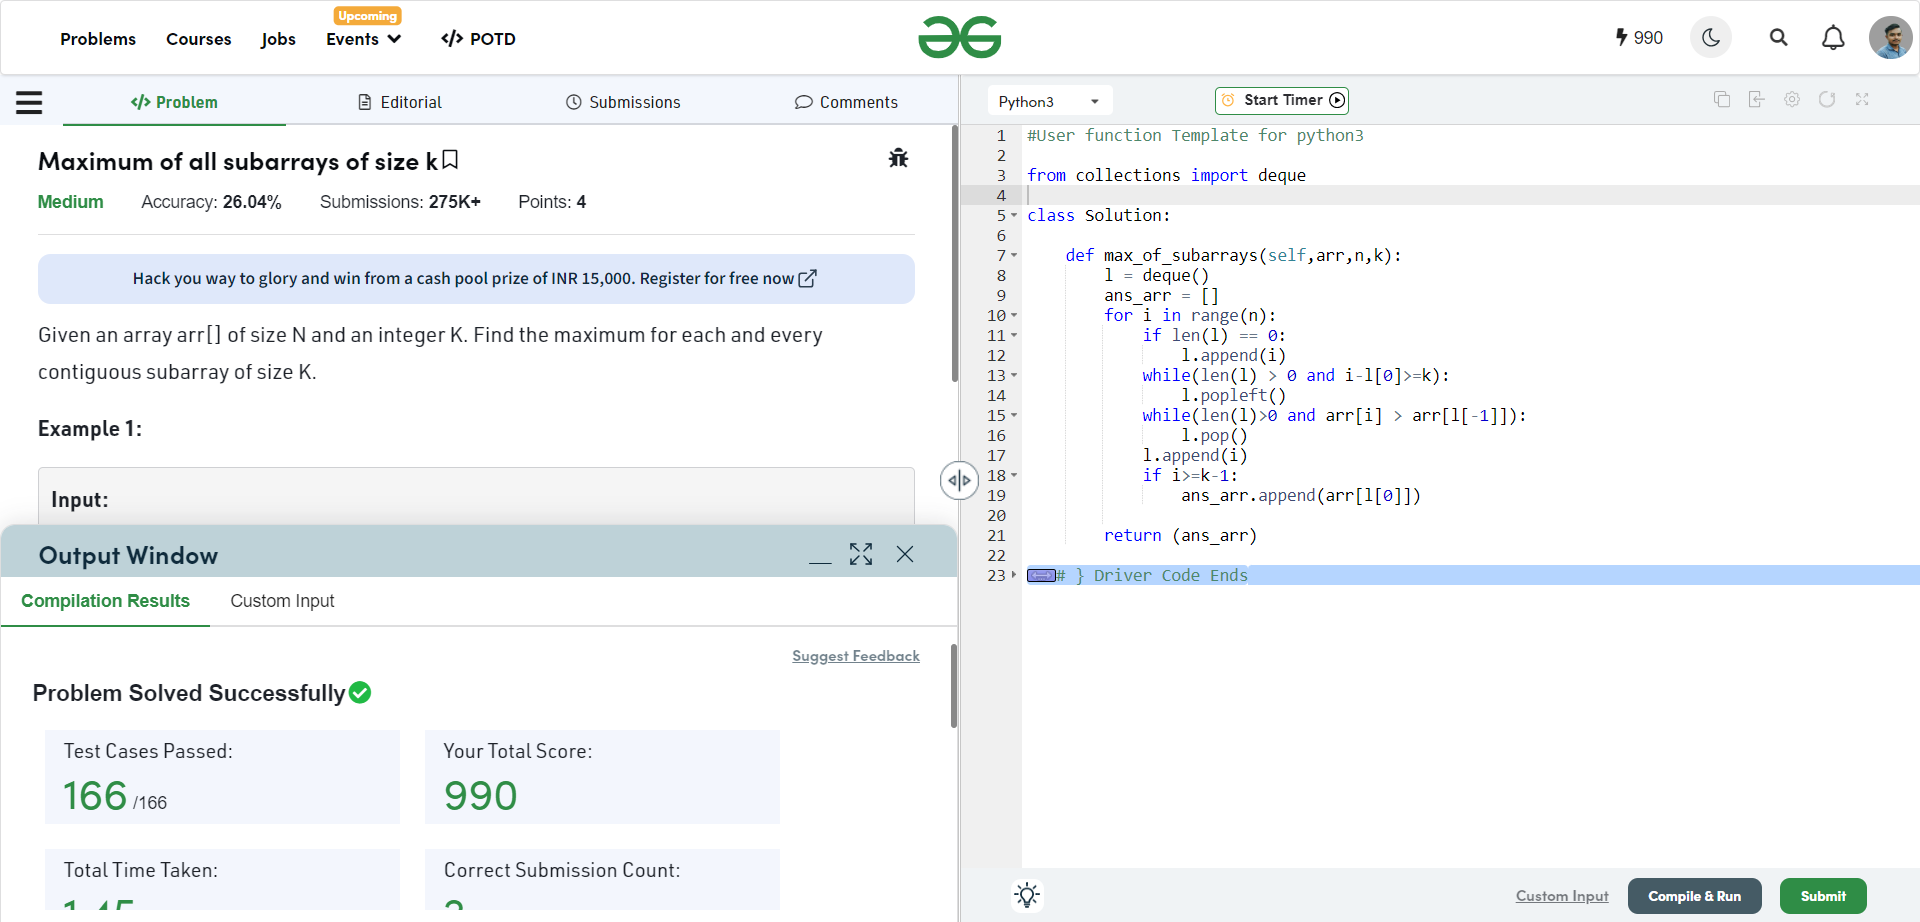 Upcoming
Problems Courses Jobs Events </> POTD
990
</> Problem Editorial Submissions Comments
Maximum of all subarrays of size k
Medium Accuracy: 26.04% Submissions: 275K+ Points: 4
Hack you way to glory and win from a cash pool prize of INR 15,000. Register for free now
Given an array arr[] of size N and an integer K. Find the maximum for each and every
contiguous subarray of size K.
Example 1:
Input:
Output Window
Compilation Results Custom Input
Suggest Feedback
Problem Solved Successfully
Test Cases Passed:
166 /166
Your Total Score:
990
Total Time Taken:
1.45
Correct Submission Count:
Python3 Start Timer
1 #User function Template for python3
2
3 from collections import deque
4
5 class Solution:
6
7     def max_of_subarrays(self,arr,n,k):
8         l = deque()
9         ans_arr = []
10         for i in range(n):
11             if len(l) == 0:
12                 l.append(i)
13             while(len(l) > 0 and i-l[0]>=k):
14                 l.popleft()
15             while(len(l)>0 and arr[i] > arr[l[-1]]):
16                 l.pop()
17             l.append(i)
18             if i>=k-1:
19                 ans_arr.append(arr[l[0]])
20
21         return (ans_arr)
22
23 # } Driver Code Ends
Custom Input Compile & Run Submit